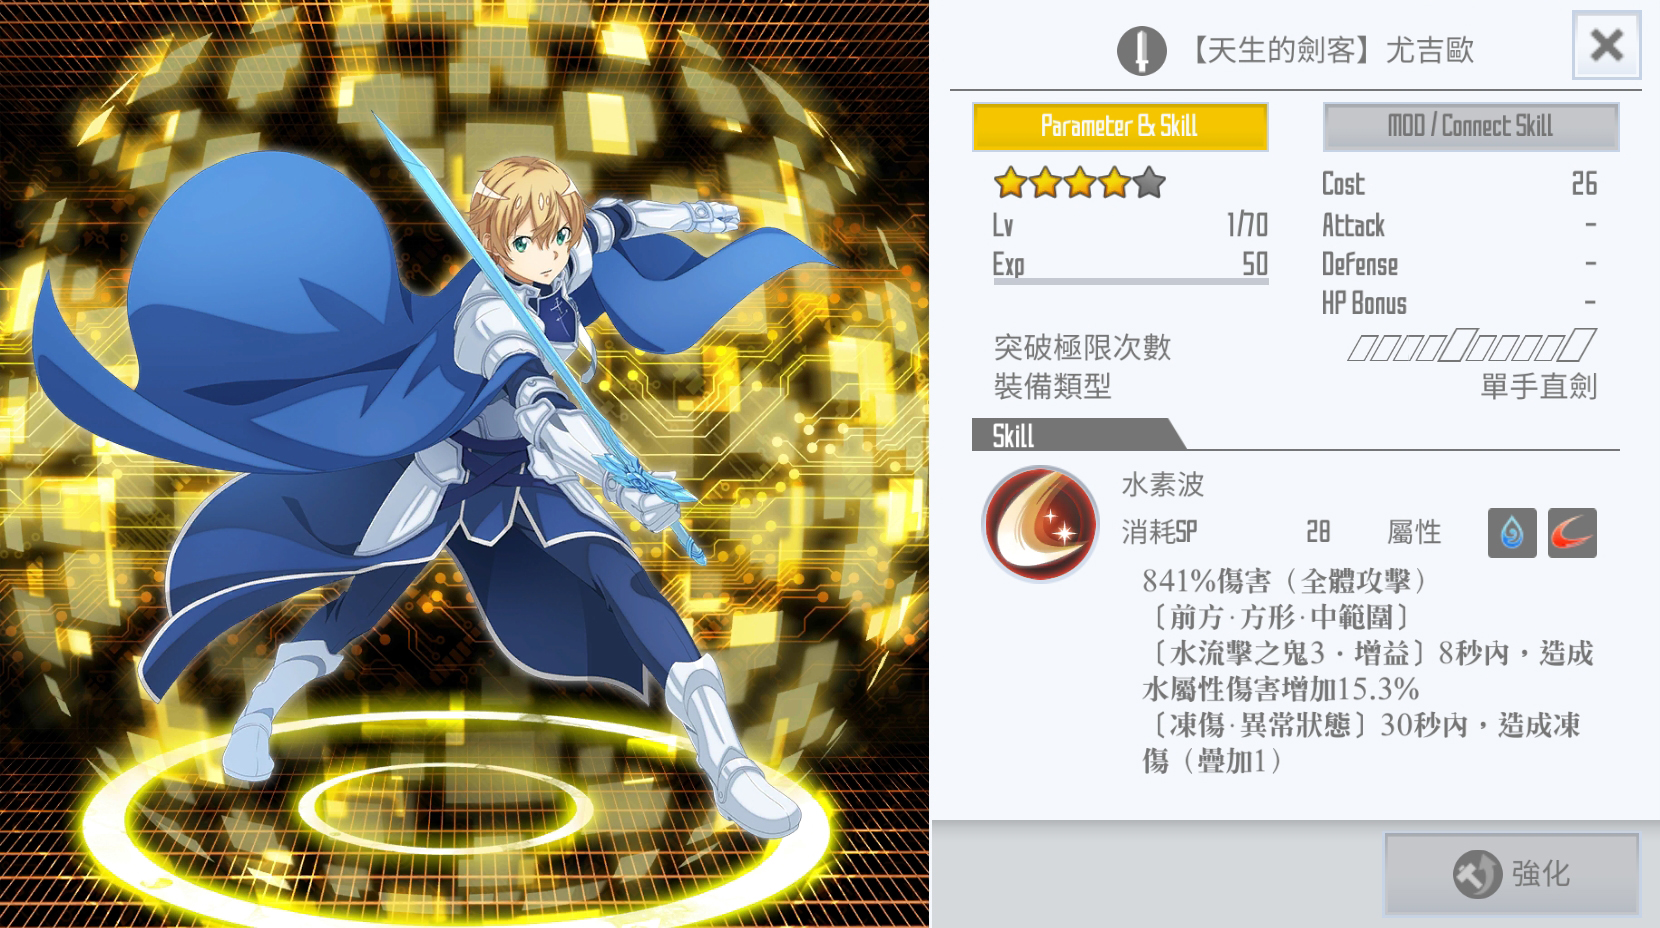 【天生的劍客】尤吉歐
Parameter & Skill
MOD / Connect Skill
Lv 1/70
Exp 50
Cost 26
Attack -
Defense -
HP Bonus -
突破極限次數
裝備類型 單手直劍
Skill
水素波
消耗SP 28 屬性
841%傷害（全體攻擊）
〔前方·方形·中範圍〕
〔水流擊之鬼3．增益〕8秒內，造成
水屬性傷害增加15.3%
〔凍傷·異常狀態〕30秒內，造成凍
傷（疊加1）
強化